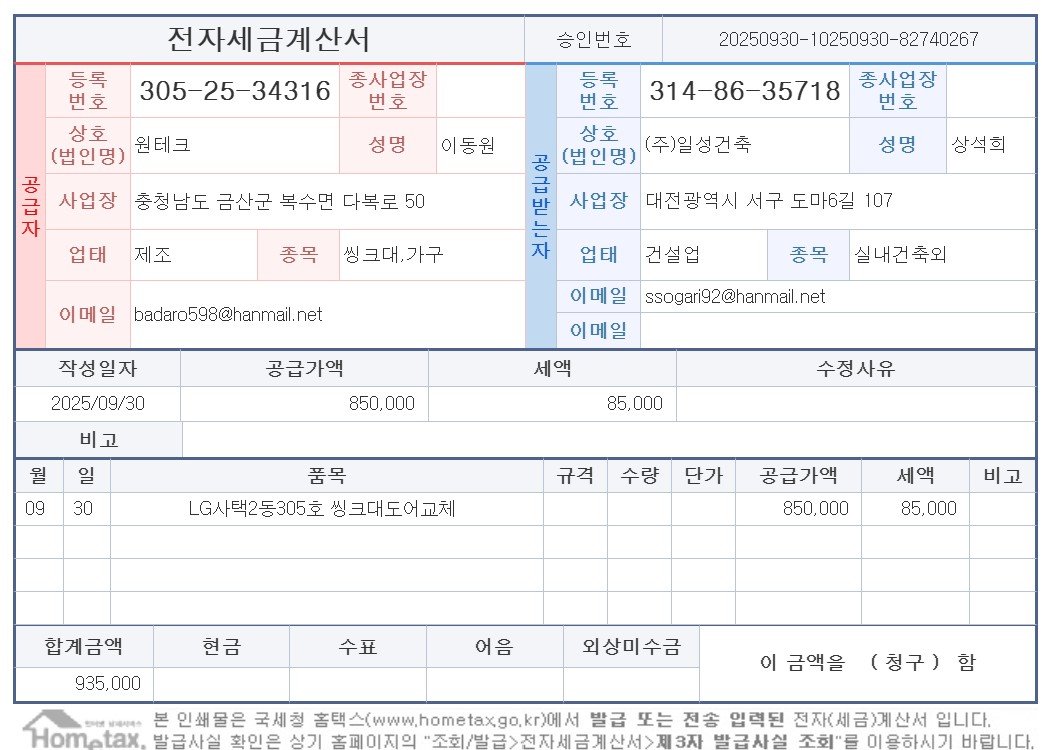 전자세금계산서 승인번호 20250930-10250930-82740267
공급자
등록번호 305-25-34316 종사업장번호
상호(법인명) 원테크 성명 이동원
사업장 충청남도 금산군 복수면 다복로 50
업태 제조 종목 씽크대,가구
이메일 badaro598@hanmail.net
공급받는자
등록번호 314-86-35718 종사업장번호
상호(법인명) (주)일성건축 성명 상석희
사업장 대전광역시 서구 도마6길 107
업태 건설업 종목 실내건축외
이메일 ssogari92@hanmail.net
이메일
작성일자 공급가액 세액 수정사유
2025/09/30 850,000 85,000
비고
월 일 품목 규격 수량 단가 공급가액 세액 비고
09 30 LG사택2동305호 씽크대도어교체 850,000 85,000
합계금액 현금 수표 어음 외상미수금 이 금액을 (청구) 함
935,000
Hometax.
본 인쇄물은 국세청 홈택스(www.hometax.go.kr)에서 발급 또는 전송 입력된 전자(세금)계산서 입니다.
발급사실 확인은 상기 홈페이지의 "조회/발급>전자세금계산서>제3자 발급사실 조회"를 이용하시기 바랍니다.